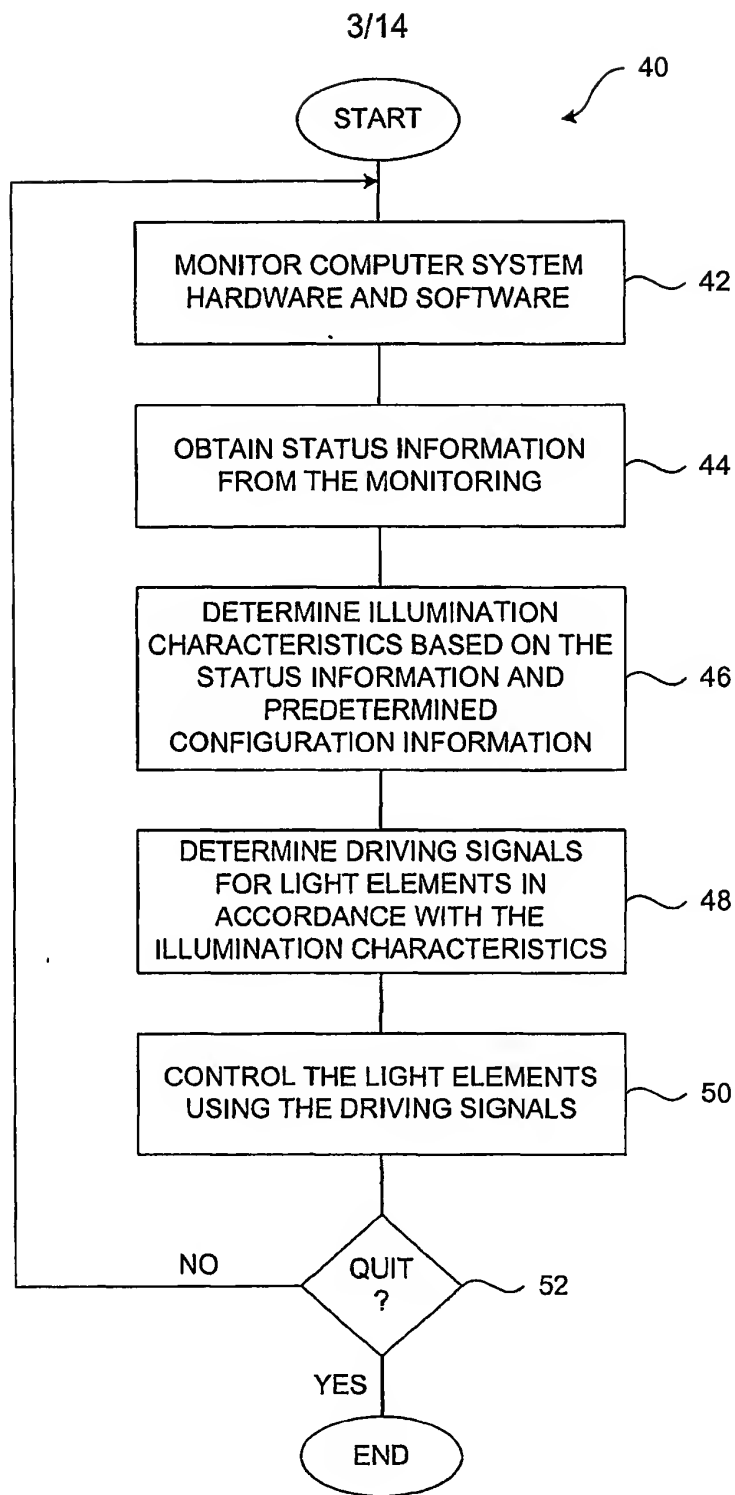 3/14
40
START
MONITOR COMPUTER SYSTEM
HARDWARE AND SOFTWARE
42
OBTAIN STATUS INFORMATION
FROM THE MONITORING
44
DETERMINE ILLUMINATION
CHARACTERISTICS BASED ON THE
STATUS INFORMATION AND
PREDETERMINED
CONFIGURATION INFORMATION
46
DETERMINE DRIVING SIGNALS
FOR LIGHT ELEMENTS IN
ACCORDANCE WITH THE
ILLUMINATION CHARACTERISTICS
48
CONTROL THE LIGHT ELEMENTS
USING THE DRIVING SIGNALS
50
NO
QUIT
?
52
YES
END